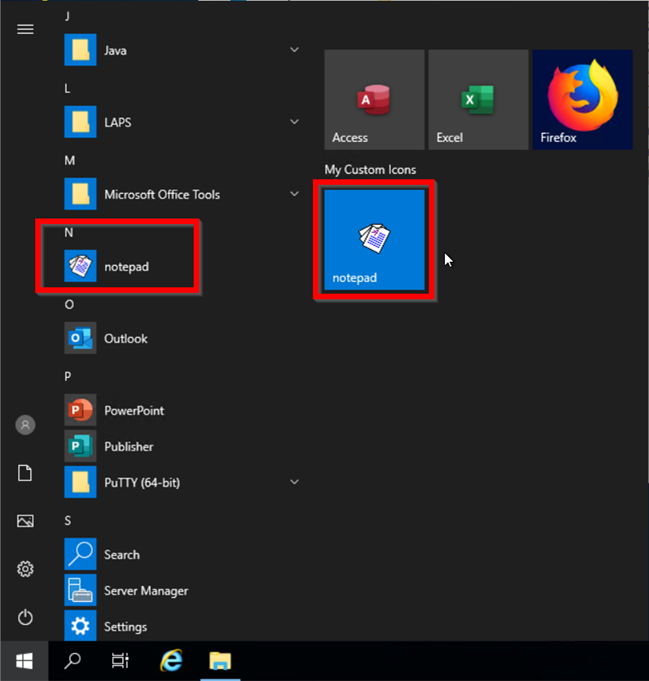 J
Java
L
LAPS
M
Microsoft Office Tools
N
notepad
O
Outlook
P
PowerPoint
Publisher
PuTTY (64-bit)
S
Search
Server Manager
Settings
Access
Excel
Firefox
My Custom Icons
notepad